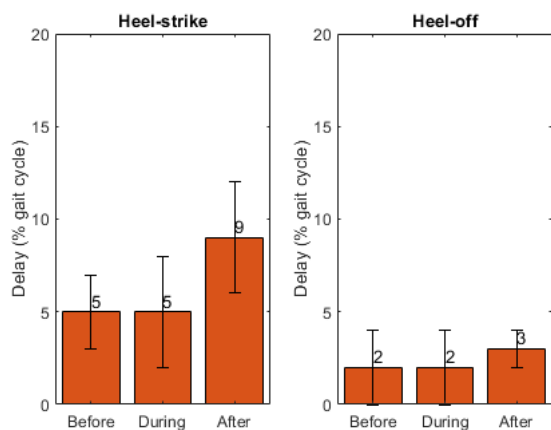 Heel-strike
20
15
10
5
0
Delay (% gait cycle)
5
5
9
Before During After
Heel-off
20
15
10
5
0
Delay (% gait cycle)
2
2
3
Before During After